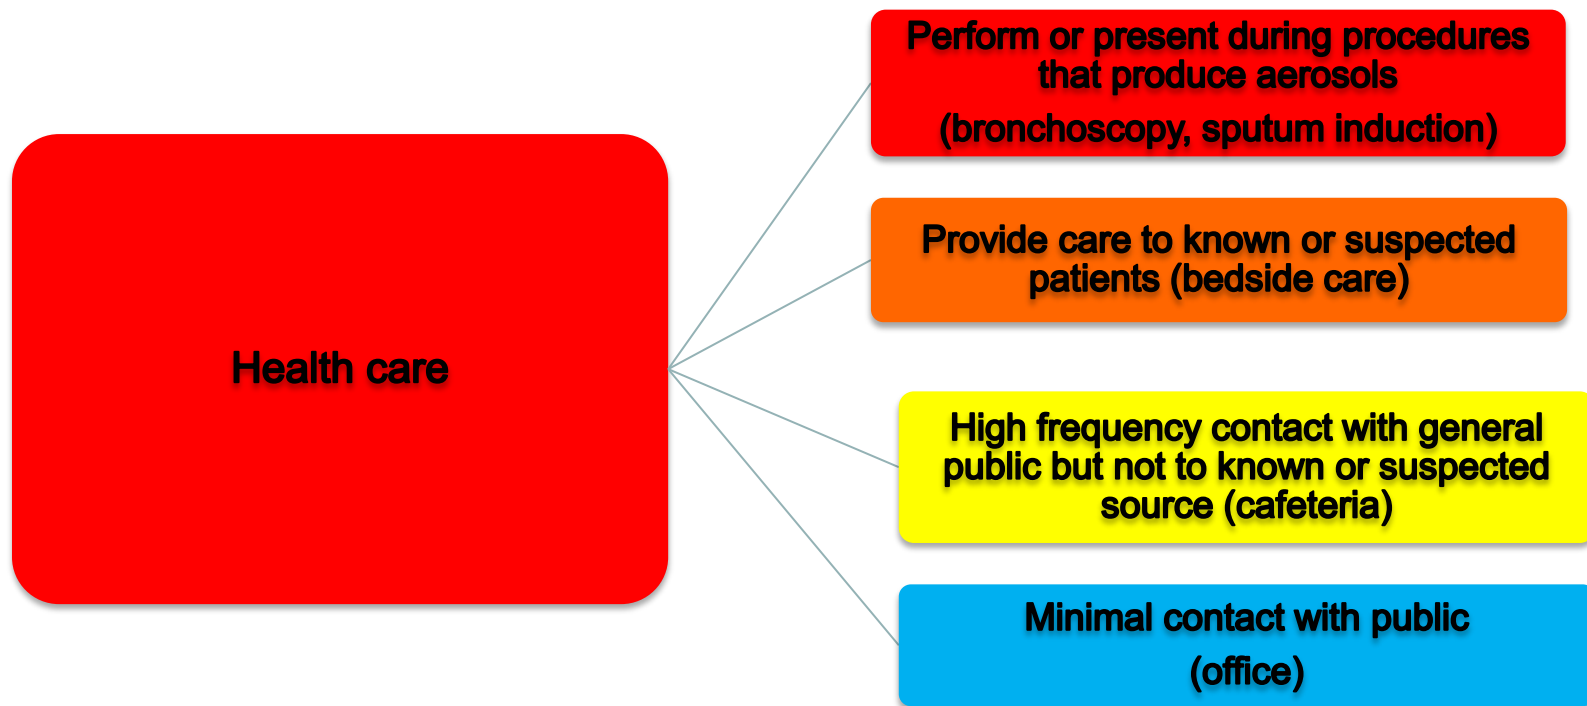 Perform or present during procedures
that produce aerosols
(bronchoscopy, sputum induction)
Provide care to known or suspected
patients (bedside care)
Health care
High frequency contact with general
public but not to known or suspected
source (cafeteria)
Minimal contact with public
(office)